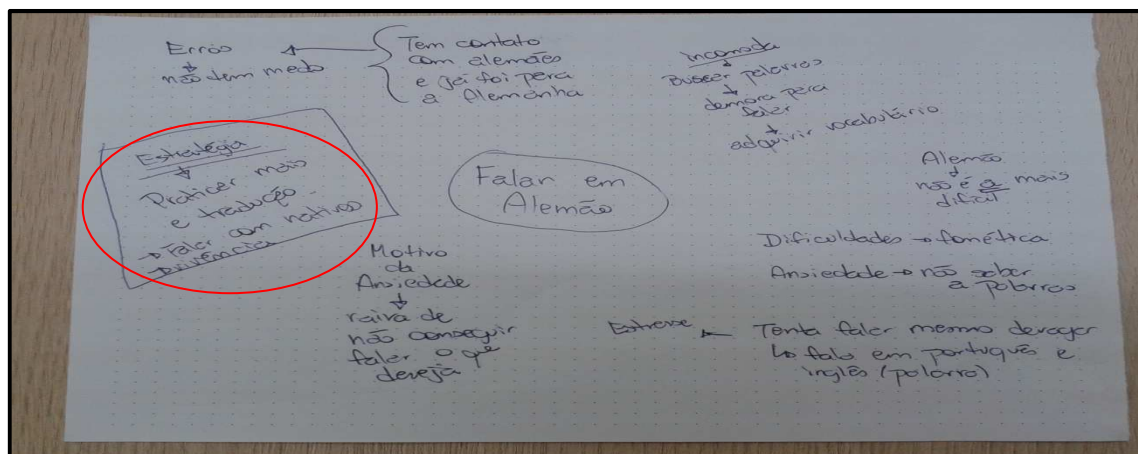 Erros
não tem medo
Tem contato
com alemães
e já foi para
a Alemanha
incomoda
Buscar palavras
demora para
falar
adquirir vocabulário
Estratégia
Praticar mais
e tradução
→ Falar com nativos
→ Vivências
Falar em
Alemão
Alemão
não é a mais
difícil
Motivo
da
Ansiedade
raiva de
não conseguir
falar o que
deseja
Dificuldades → fonética
Ansiedade → não saber
a palavras
Estresse
Tenta falar mesmo devagar
↳ fala em português e
inglês (palavra)